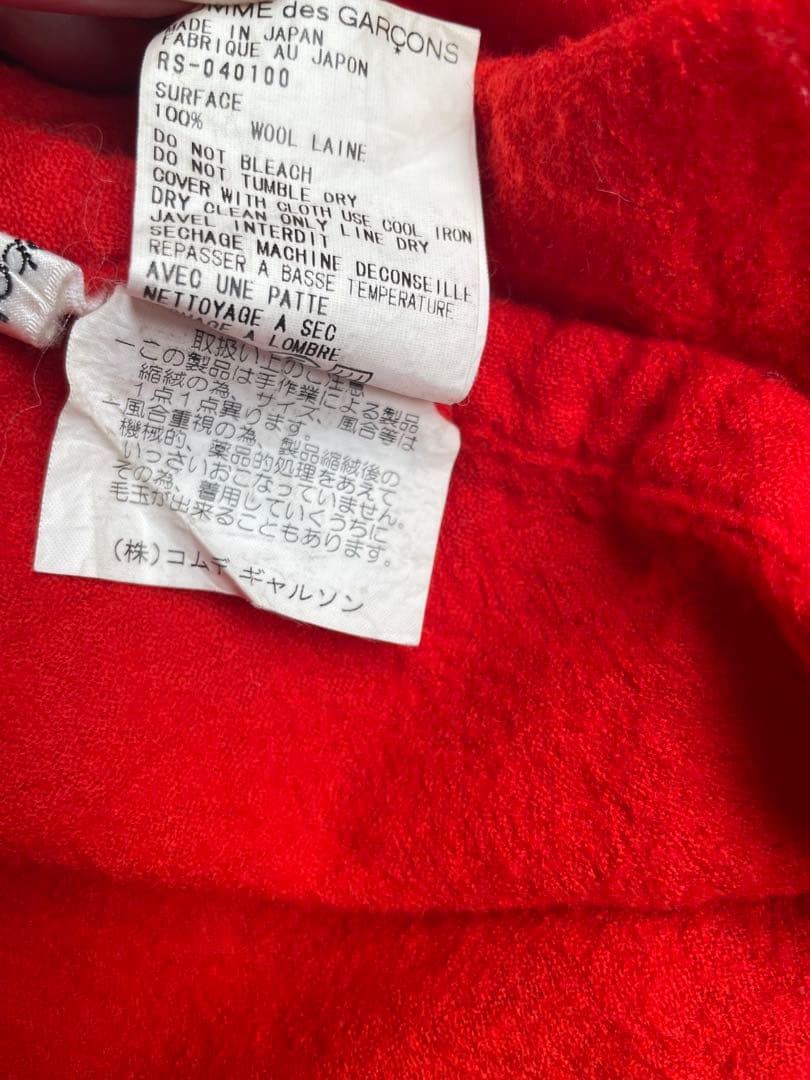 MME des GARÇONS
MADE IN JAPAN
FABRIQUE AU JAPON
RS-040100
SURFACE
100% WOOL LAINE
DO NOT BLEACH
DO NOT TUMBLE DRY
COVER WITH CLOTH USE COOL IRON
DRY CLEAN ONLY LINE DRY
JAVEL INTERDIT
SECHAGE MACHINE DECONSEILLE
REPASSER A BASSE TEMPERATURE
AVEC UNE PATTE
NETTOYAGE A SEC
A LOMBRE
取扱い上のご注意
ーこの製品は手作業による製品
縮絨の為、サイズ、風合等は
1点1点異ります。
ー風合重視の為、製品縮絨後の
機械的、薬品的処理をあえて
いっさいおこなっていません。
その為、着用していくうちに
毛玉が出来ることもあります。
(株)コムデ ギャルソン